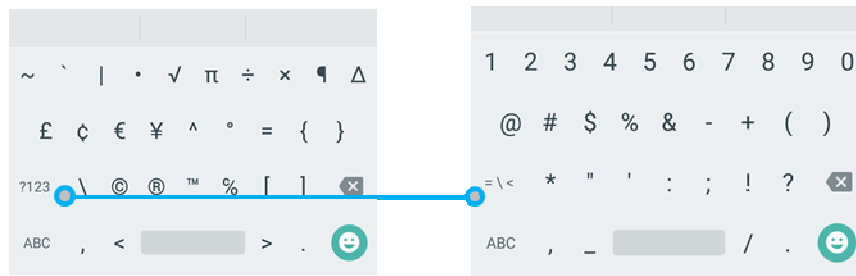 ~ ` | • √ π ÷ × ¶ Δ
£ ¢ € ¥ ^ ° = { }
?123 \ © ® ™ ℅ [ ]
ABC , < > .
1 2 3 4 5 6 7 8 9 0
@ # $ % & - + ( )
=\< * " ' : ; ! ?
ABC , _ / .